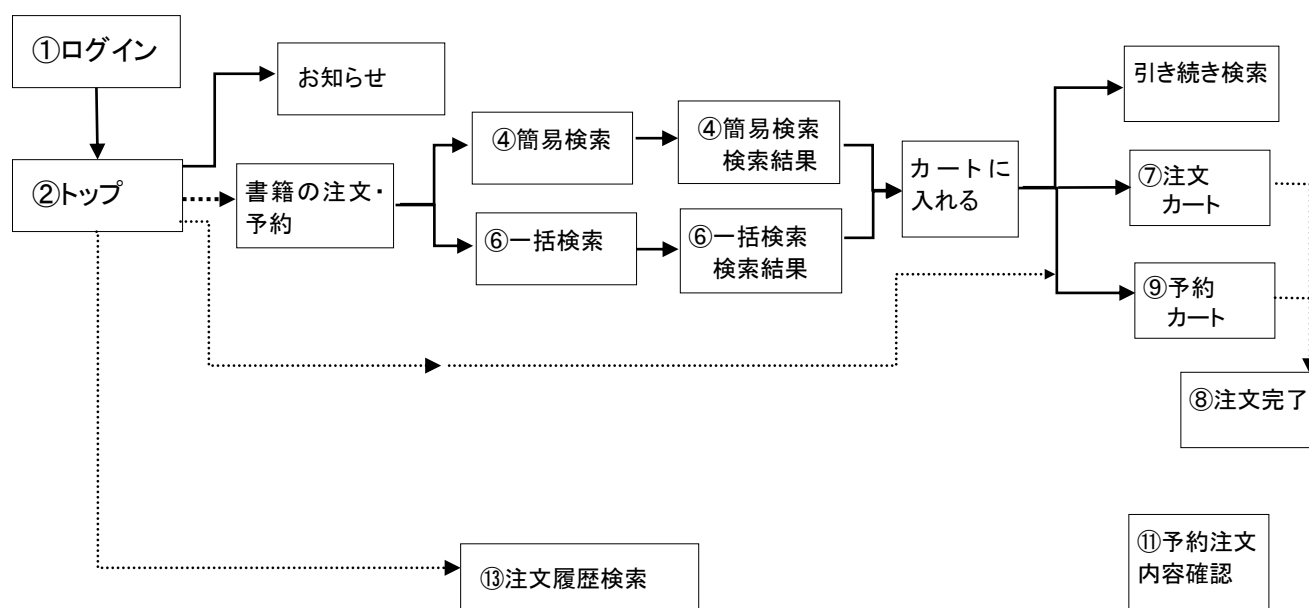 ①ログイン
お知らせ
引き続き検索
④簡易検索
④簡易検索
検索結果
②トップ
書籍の注文・
予約
カートに
入れる
⑦注文
カート
⑥一括検索
⑥一括検索
検索結果
⑨予約
カート
⑧注文完了
⑪予約注文
内容確認
⑬注文履歴検索